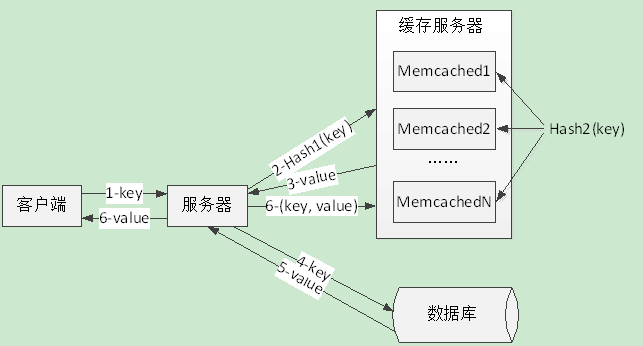 缓存服务器
Memcached1
Memcached2
……
MemcachedN
Hash2(key)
2-Hash1(key)
3-value
6-(key, value)
客户端
1-key
6-value
服务器
4-key
5-value
数据库